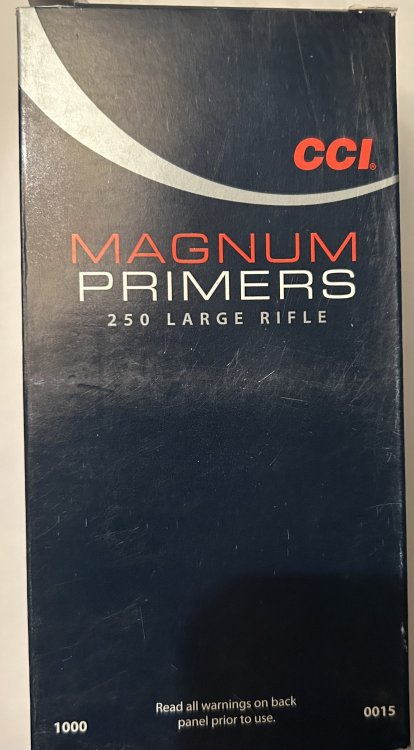 CCI®
MAGNUM
PRIMERS
250 LARGE RIFLE
Read all warnings on back
panel prior to use.
1000
0015